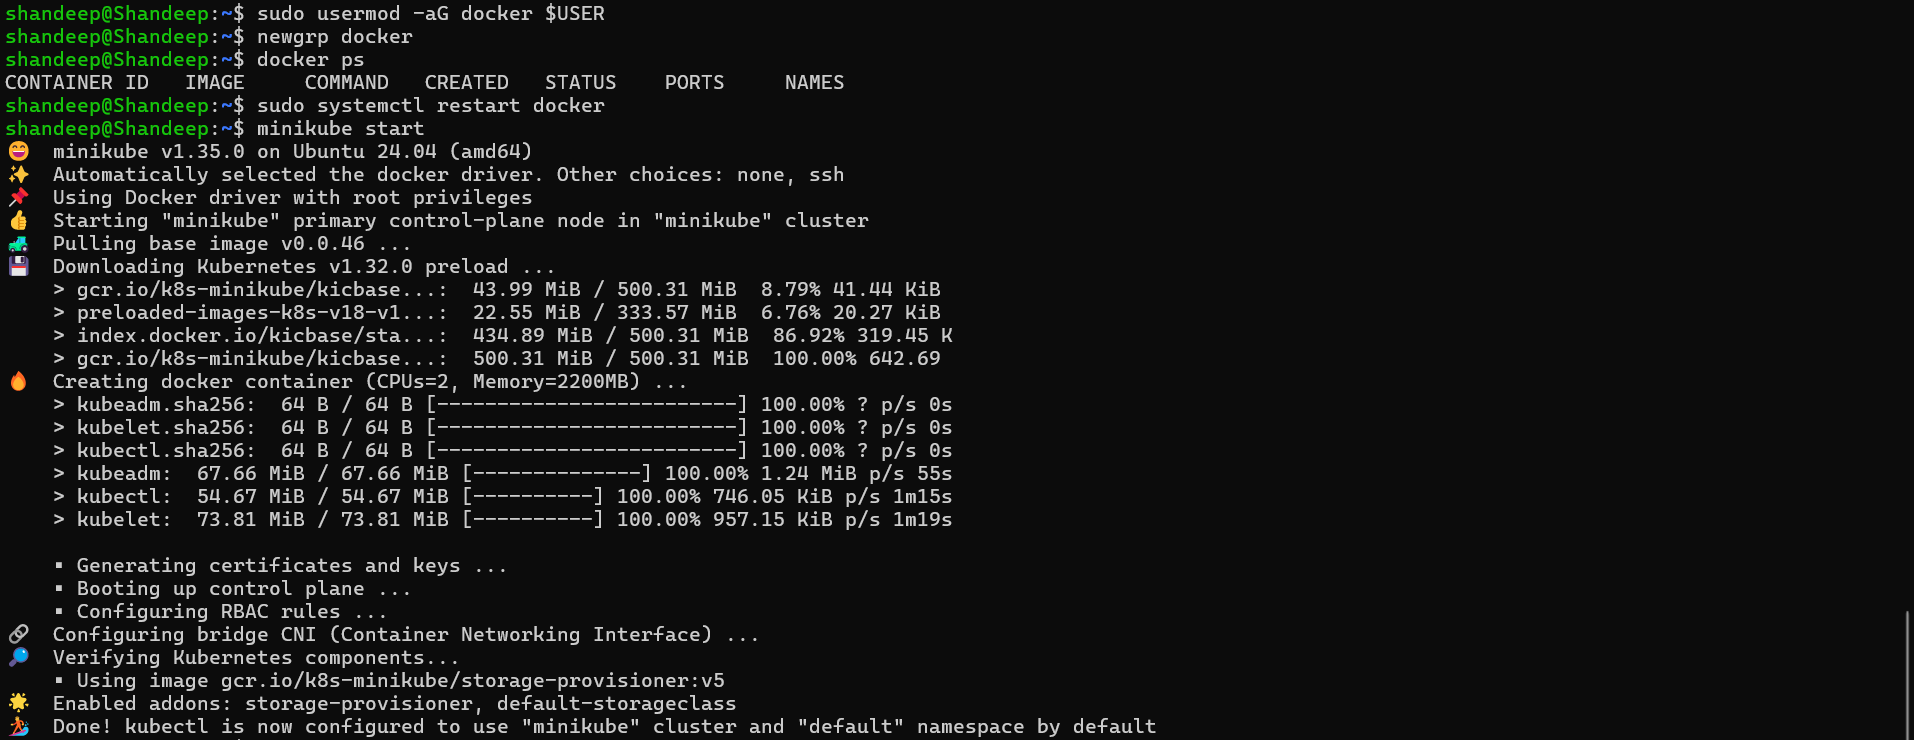 shandeep@Shandeep:~$ sudo usermod -aG docker $USER
shandeep@Shandeep:~$ newgrp docker
shandeep@Shandeep:~$ docker ps
CONTAINER ID   IMAGE     COMMAND   CREATED   STATUS    PORTS     NAMES
shandeep@Shandeep:~$ sudo systemctl restart docker
shandeep@Shandeep:~$ minikube start
😄  minikube v1.35.0 on Ubuntu 24.04 (amd64)
✨  Automatically selected the docker driver. Other choices: none, ssh
📌  Using Docker driver with root privileges
👍  Starting "minikube" primary control-plane node in "minikube" cluster
🚜  Pulling base image v0.0.46 ...
💾  Downloading Kubernetes v1.32.0 preload ...
    > gcr.io/k8s-minikube/kicbase...:  43.99 MiB / 500.31 MiB  8.79% 41.44 KiB
    > preloaded-images-k8s-v18-v1...:  22.55 MiB / 333.57 MiB  6.76% 20.27 KiB
    > index.docker.io/kicbase/sta...:  434.89 MiB / 500.31 MiB  86.92% 319.45 K
    > gcr.io/k8s-minikube/kicbase...:  500.31 MiB / 500.31 MiB  100.00% 642.69
🔥  Creating docker container (CPUs=2, Memory=2200MB) ...
    > kubeadm.sha256:  64 B / 64 B [-------------------------] 100.00% ? p/s 0s
    > kubelet.sha256:  64 B / 64 B [-------------------------] 100.00% ? p/s 0s
    > kubectl.sha256:  64 B / 64 B [-------------------------] 100.00% ? p/s 0s
    > kubeadm:  67.66 MiB / 67.66 MiB [--------------] 100.00% 1.24 MiB p/s 55s
    > kubectl:  54.67 MiB / 54.67 MiB [----------] 100.00% 746.05 KiB p/s 1m15s
    > kubelet:  73.81 MiB / 73.81 MiB [----------] 100.00% 957.15 KiB p/s 1m19s
    ▪ Generating certificates and keys ...
    ▪ Booting up control plane ...
    ▪ Configuring RBAC rules ...
🔗  Configuring bridge CNI (Container Networking Interface) ...
🔎  Verifying Kubernetes components...
    ▪ Using image gcr.io/k8s-minikube/storage-provisioner:v5
🌟  Enabled addons: storage-provisioner, default-storageclass
🏄  Done! kubectl is now configured to use "minikube" cluster and "default" namespace by default